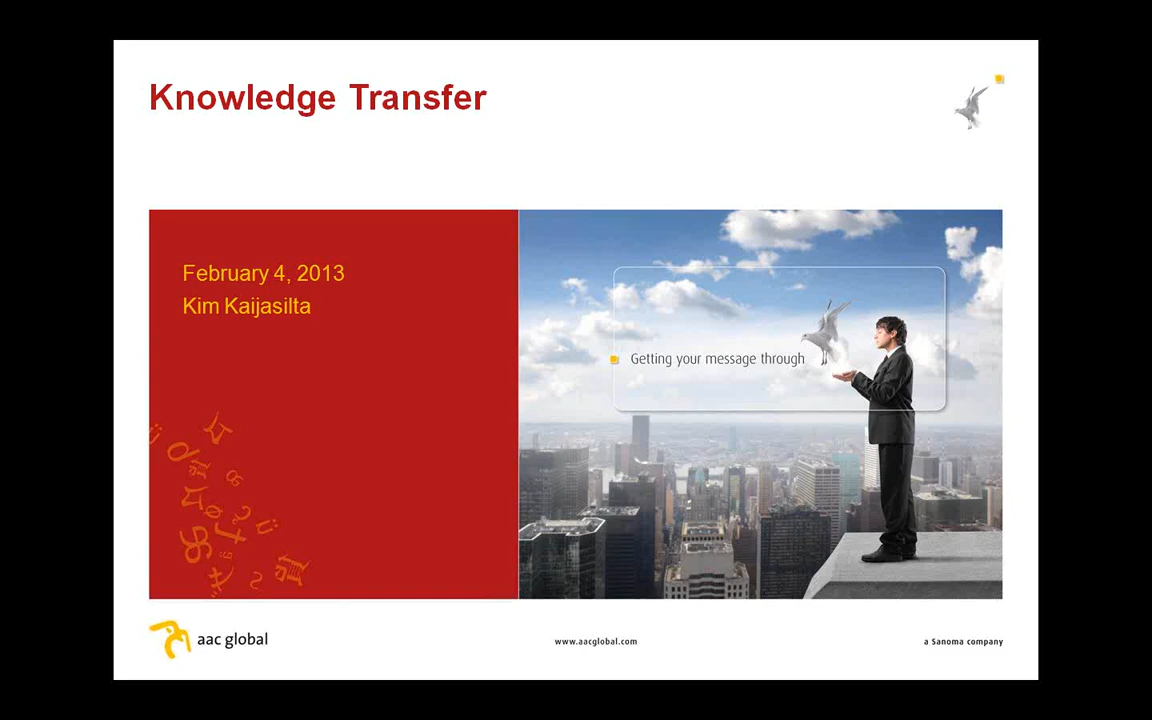 Knowledge Transfer
February 4, 2013
Kim Kaijasilta
Getting your message through
aac global
www.aacglobal.com
a Sanoma company